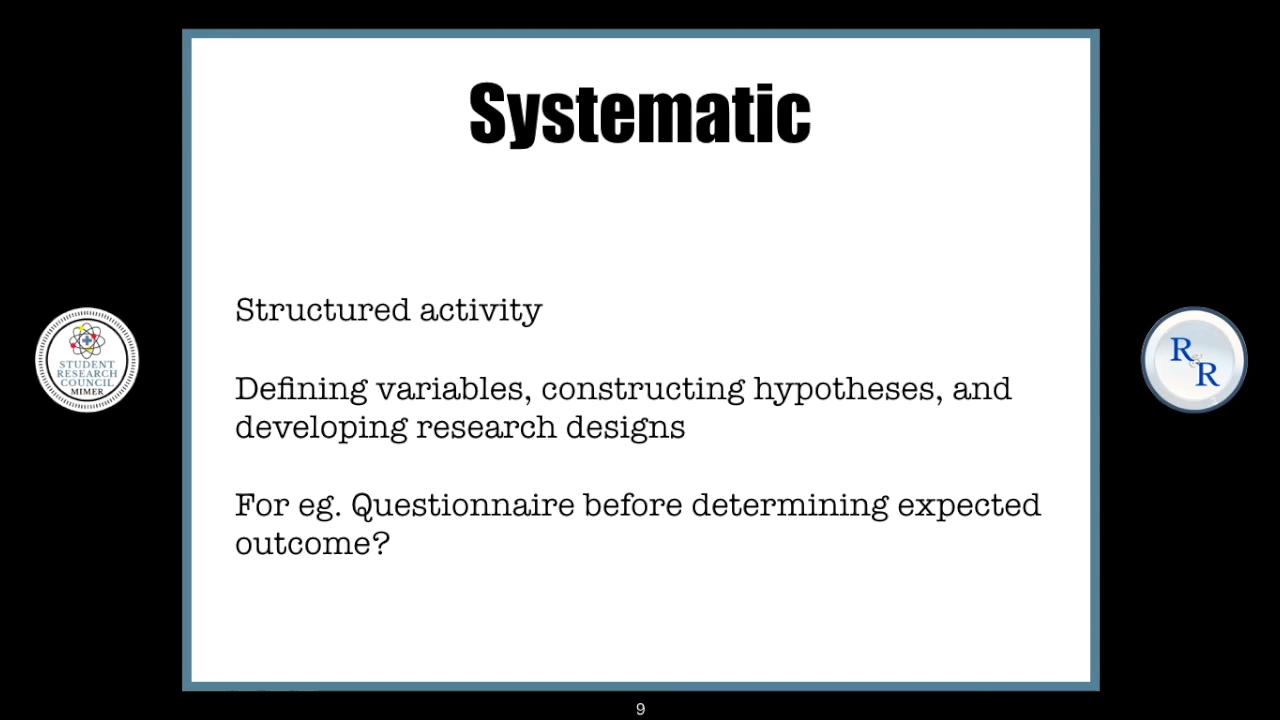 Systematic
Structured activity
Defining variables, constructing hypotheses, and
developing research designs
For eg. Questionnaire before determining expected
outcome?
STUDENT
RESEARCH
COUNCIL
MIMER
R
R
9